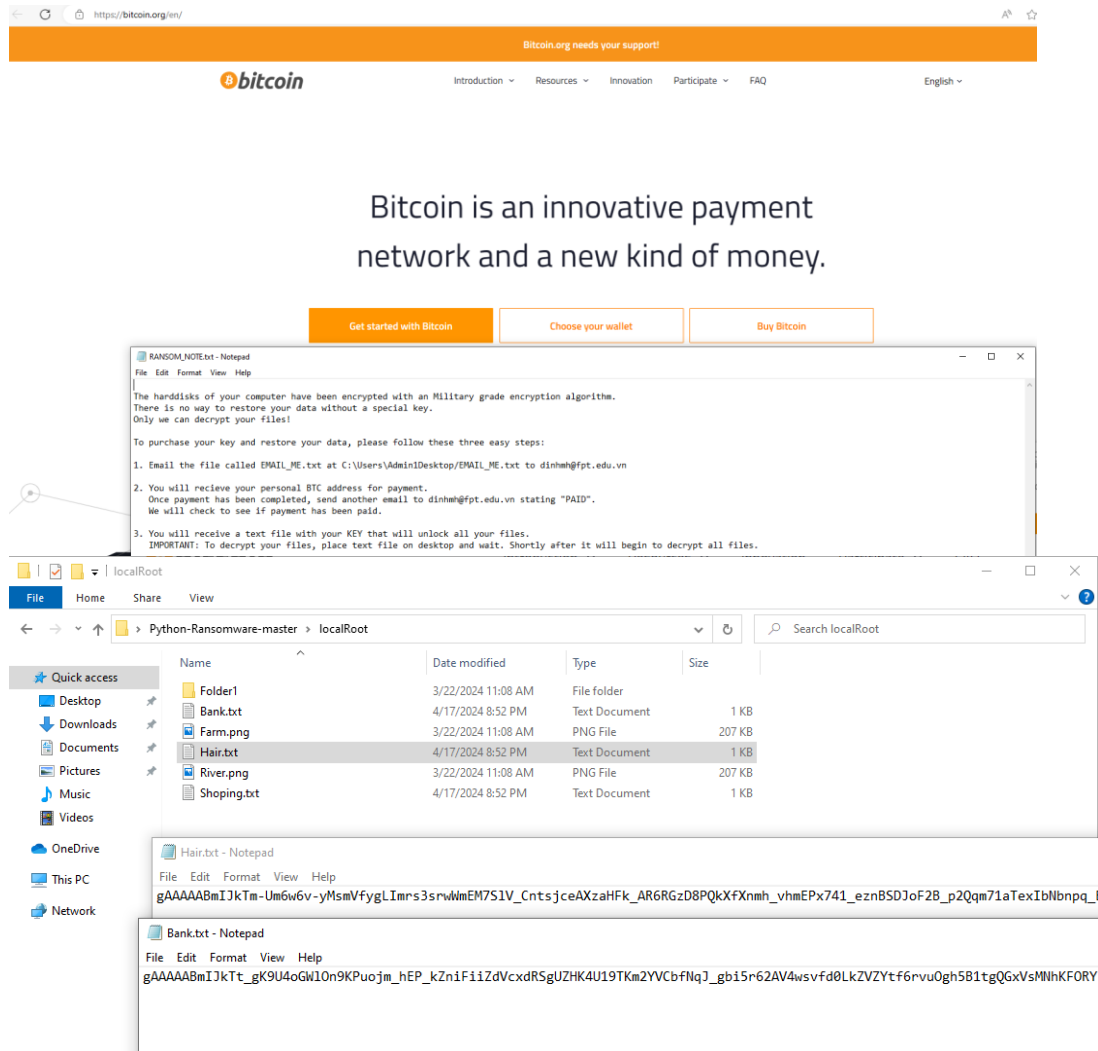 https://bitcoin.org/en/
Bitcoin.org needs your support!
bitcoin
Introduction Resources Innovation Participate FAQ English
Bitcoin is an innovative payment
network and a new kind of money.
Get started with Bitcoin Choose your wallet Buy Bitcoin
RANSOM_NOTE.txt - Notepad
File Edit Format View Help
The harddisks of your computer have been encrypted with an Military grade encryption algorithm.
There is no way to restore your data without a special key.
Only we can decrypt your files!
To purchase your key and restore your data, please follow these three easy steps:
1. Email the file called EMAIL_ME.txt at C:\Users\Admin1Desktop/EMAIL_ME.txt to dinhmh@fpt.edu.vn
2. You will recieve your personal BTC address for payment.
Once payment has been completed, send another email to dinhmh@fpt.edu.vn stating "PAID".
We will check to see if payment has been paid.
3. You will receive a text file with your KEY that will unlock all your files.
IMPORTANT: To decrypt your files, place text file on desktop and wait. Shortly after it will begin to decrypt all files.
localRoot
File Home Share View
Python-Ransomware-master > localRoot
Search localRoot
Name Date modified Type Size
Quick access
Desktop
Downloads
Documents
Pictures
Music
Videos
OneDrive
This PC
Network
Folder1 3/22/2024 11:08 AM File folder
Bank.txt 4/17/2024 8:52 PM Text Document 1 KB
Farm.png 3/22/2024 11:08 AM PNG File 207 KB
Hair.txt 4/17/2024 8:52 PM Text Document 1 KB
River.png 3/22/2024 11:08 AM PNG File 207 KB
Shoping.txt 4/17/2024 8:52 PM Text Document 1 KB
Hair.txt - Notepad
File Edit Format View Help
gAAAAABmIJkTm-Um6w6v-yMsmVfygLImrs3srwWmEM7SlV_CntsjceAXzaHFk_AR6RGzD8PQkXfXnmh_vhmEPx741_eznBSDJoF2B_p2Qqm71aTexIbNbnpq_
Bank.txt - Notepad
File Edit Format View Help
gAAAAABmIJkTt_gK9U4oGWlOn9KPuojm_hEP_kZniFiiZdVcxdRSgUZHK4U19TKm2YVCbfNqJ_gbi5r62AV4wsvfd0LkZVZYtf6rvuOgh5B1tgQGxVsMNhKFORY